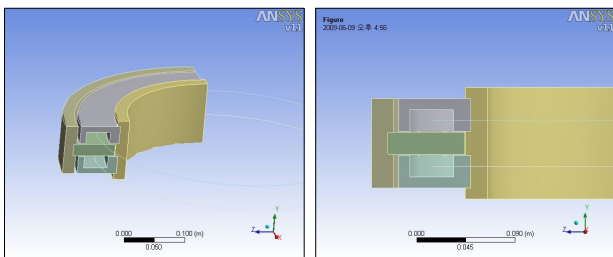 ANSYS
v11
0.000
0.100 (m)
0.050
Y
Z
X
Figure
2009-06-09 오후 4:56
ANSYS
v11
0.000
0.090 (m)
0.045
Y
Z
X